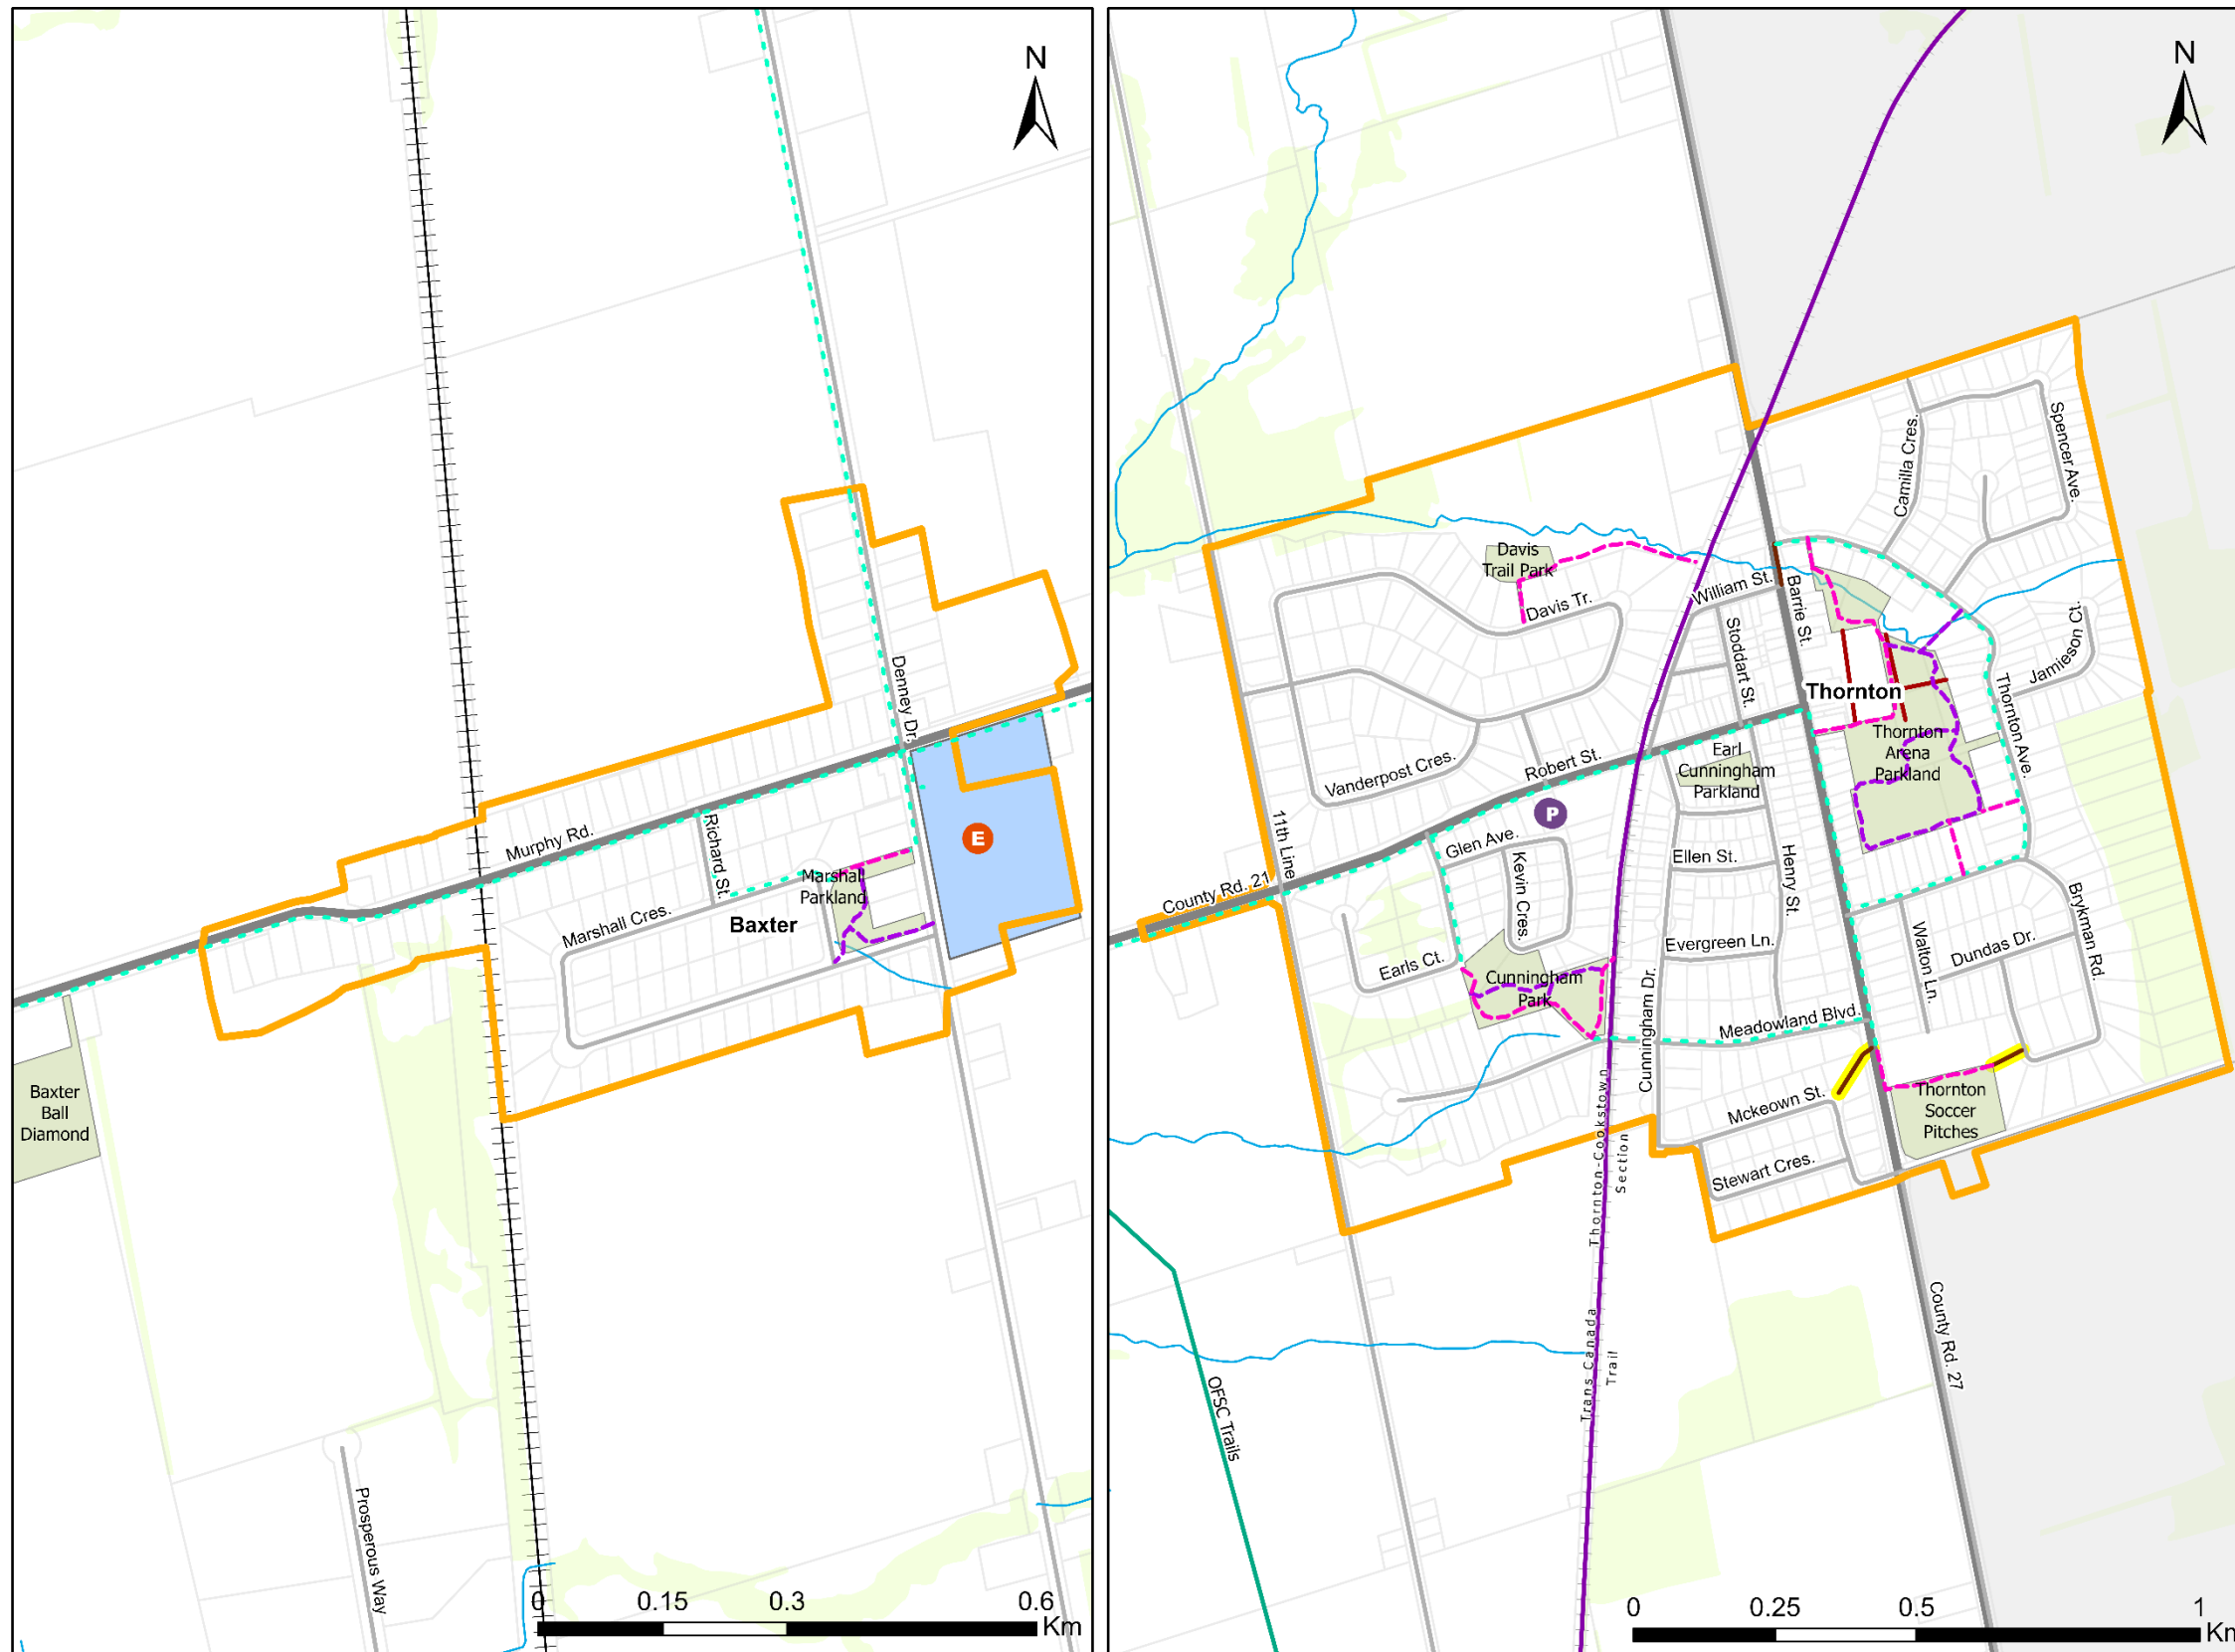 N
Denney Dr.
Murphy Rd.
Richard St.
Marshall
Parkland
E
Marshall Cres.
Baxter
Baxter
Ball
Diamond
Prosperous Way
0
0.15
0.3
0.6
Km
N
Spencer Ave.
Camilla Cres.
Davis
Trail Park
Davis Tr.
William St.
Barrie St.
Stoddart St.
Jamieson Ct.
Thornton
Thornton Ave.
Thornton
Arena
Parkland
Earl
Cunningham
Parkland
Vanderpost Cres.
Robert St.
P
11th Line
Glen Ave.
Kevin Cres.
Ellen St.
Henry St.
County Rd. 21
Brykman Rd.
Walton Ln.
Dundas Dr.
Evergreen Ln.
Earls Ct.
Cunningham
Park
Cunningham Dr.
Meadowland Blvd.
Mckeown St.
Thornton
Soccer
Pitches
Stewart Cres.
Thornton-Cookstown
Section
Trans Canada
Trail
County Rd. 27
OFSC Trails
0
0.25
0.5
1